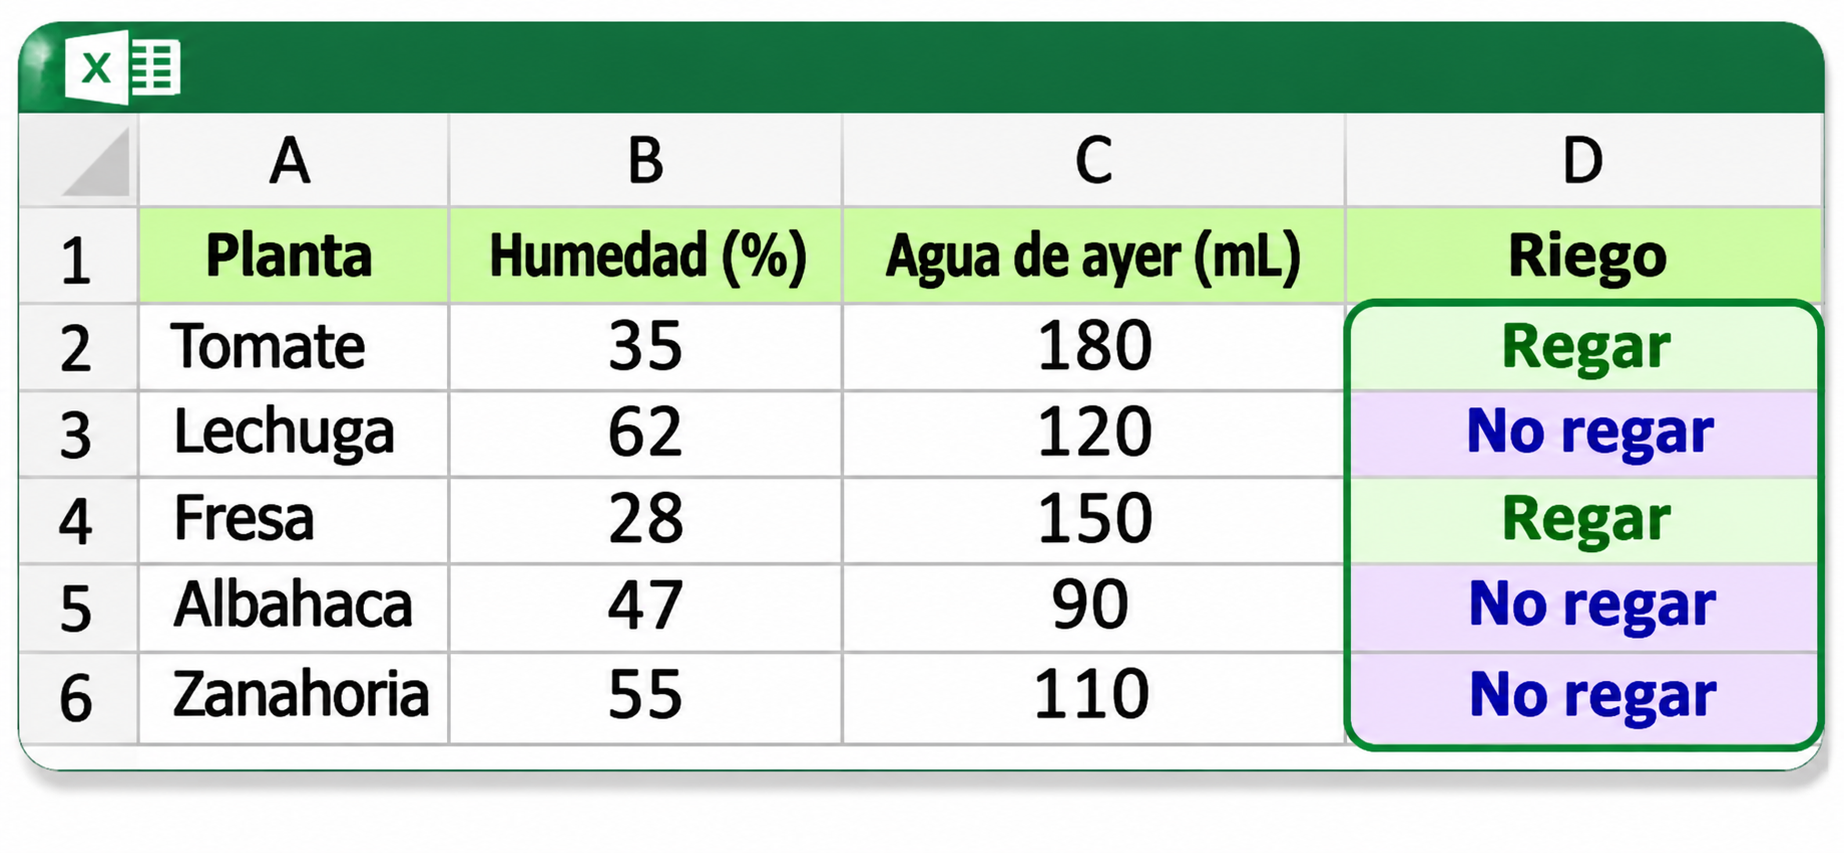 X
A B C D
1 Planta Humedad (%) Agua de ayer (mL) Riego
2 Tomate 35 180 Regar
3 Lechuga 62 120 No regar
4 Fresa 28 150 Regar
5 Albahaca 47 90 No regar
6 Zanahoria 55 110 No regar